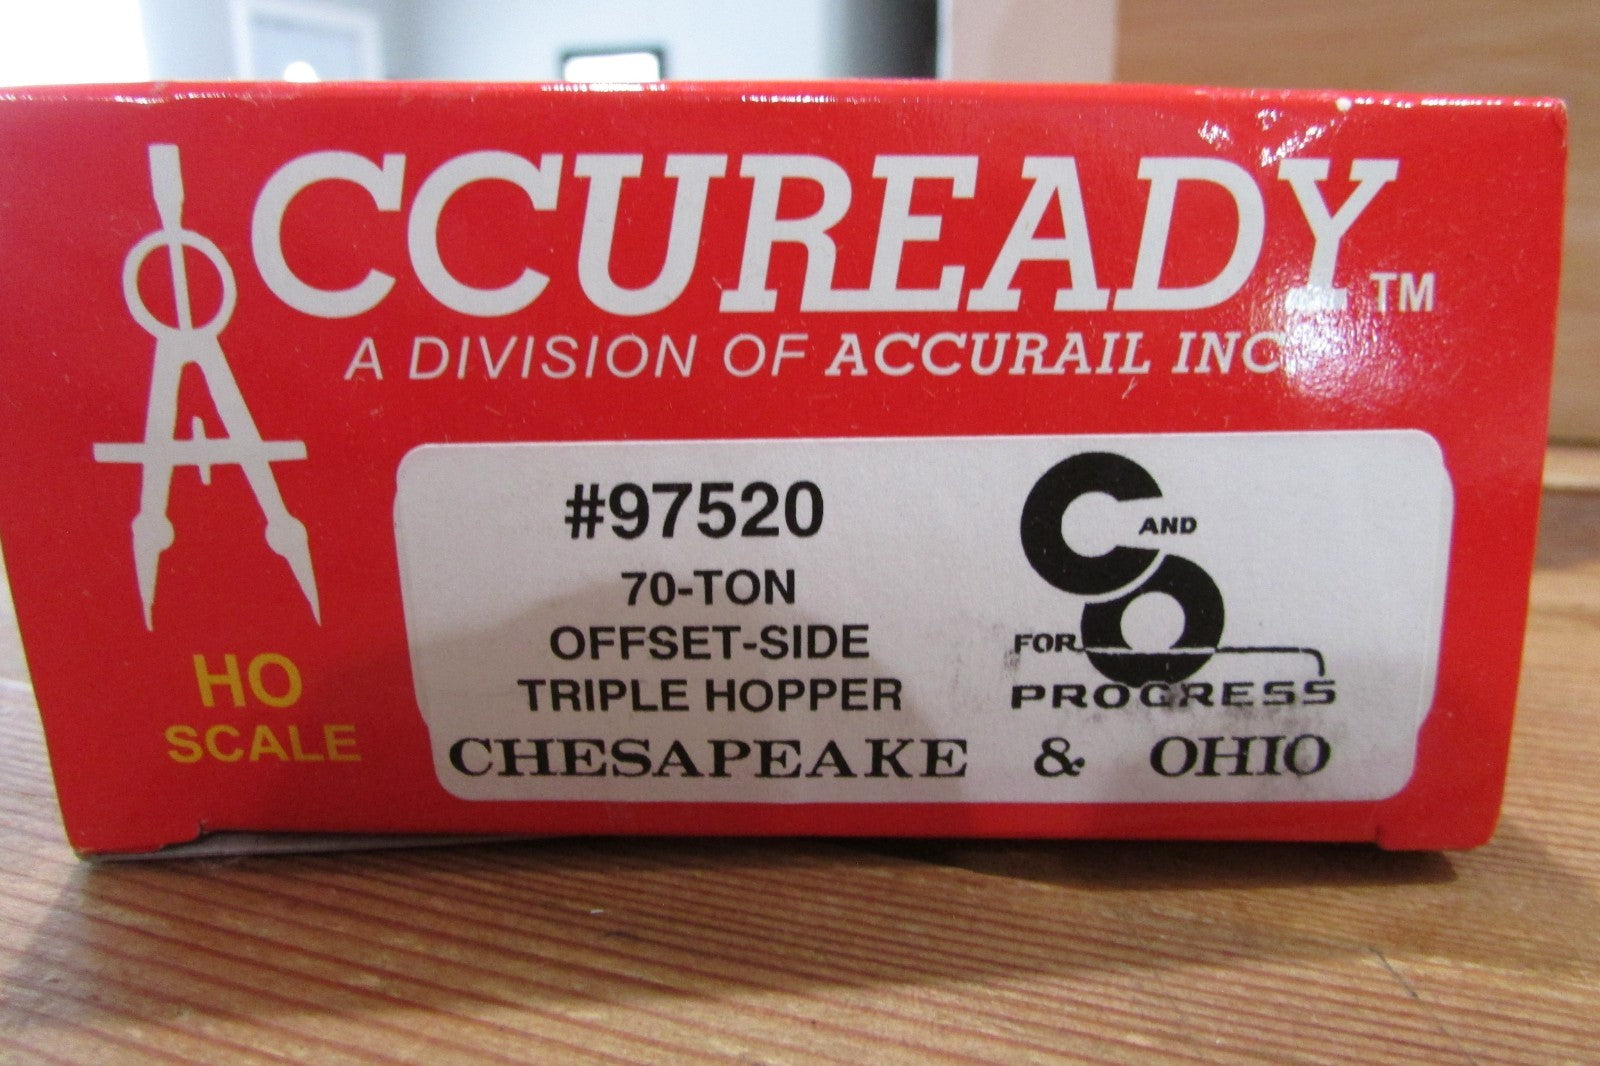 ACCUREADY™
A DIVISION OF ACCURAIL INC.
#97520
70-TON
OFFSET-SIDE
TRIPLE HOPPER
CHESAPEAKE & OHIO
C AND O
FOR
PROGRESS
HO
SCALE